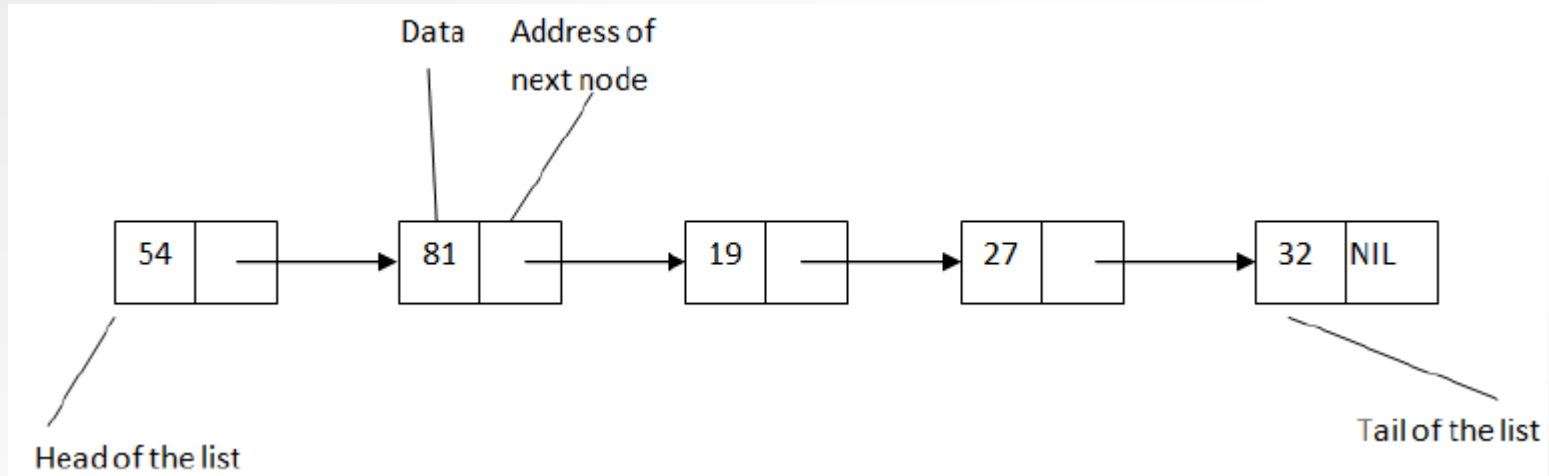 Data
Address of
next node
54
81
19
27
32 NIL
Head of the list
Tail of the list